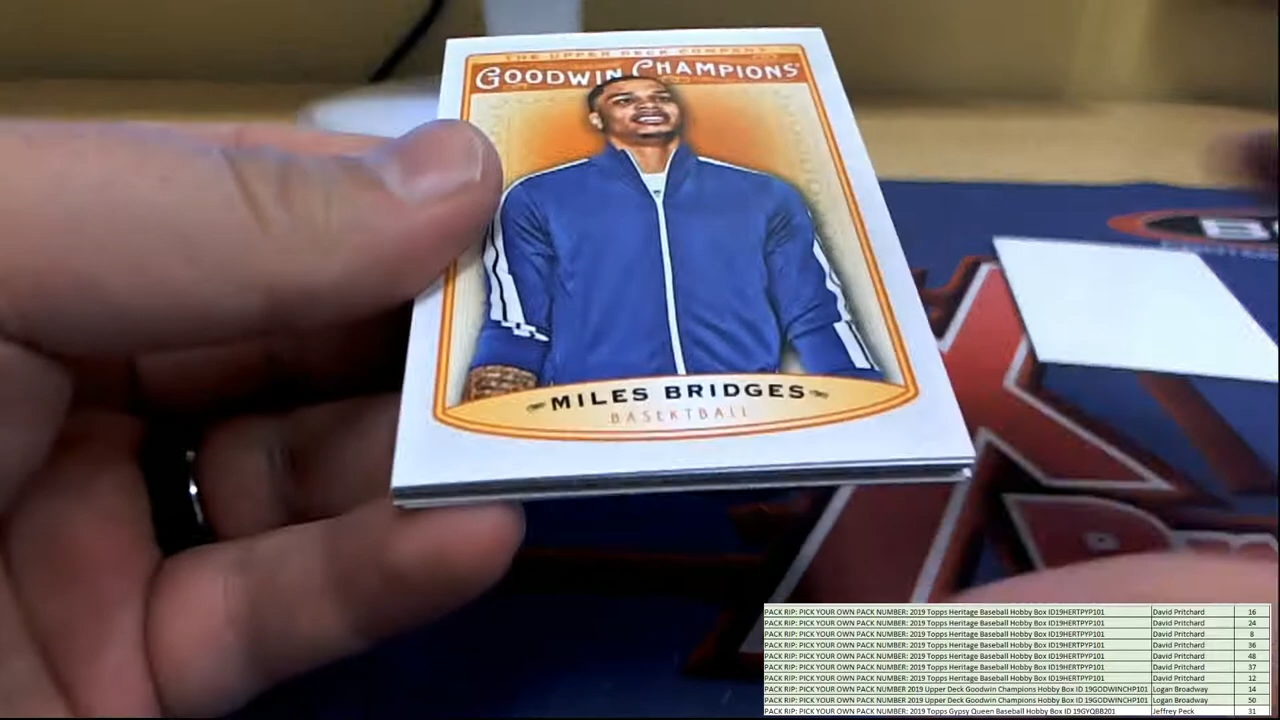 THE UPPER DECK COMPANY
GOODWIN CHAMPIONS
MILES BRIDGES
BASEKTBALL
PACK RIP: PICK YOUR OWN PACK NUMBER: 2019 Topps Heritage Baseball Hobby Box ID19HERTPYP101 David Pritchard 16
PACK RIP: PICK YOUR OWN PACK NUMBER: 2019 Topps Heritage Baseball Hobby Box ID19HERTPYP101 David Pritchard 24
PACK RIP: PICK YOUR OWN PACK NUMBER: 2019 Topps Heritage Baseball Hobby Box ID19HERTPYP101 David Pritchard 8
PACK RIP: PICK YOUR OWN PACK NUMBER: 2019 Topps Heritage Baseball Hobby Box ID19HERTPYP101 David Pritchard 36
PACK RIP: PICK YOUR OWN PACK NUMBER: 2019 Topps Heritage Baseball Hobby Box ID19HERTPYP101 David Pritchard 48
PACK RIP: PICK YOUR OWN PACK NUMBER: 2019 Topps Heritage Baseball Hobby Box ID19HERTPYP101 David Pritchard 37
PACK RIP: PICK YOUR OWN PACK NUMBER: 2019 Topps Heritage Baseball Hobby Box ID19HERTPYP101 David Pritchard 12
PACK RIP: PICK YOUR OWN PACK NUMBER 2019 Upper Deck Goodwin Champions Hobby Box ID 19GODWINCHP101 Logan Broadway 14
PACK RIP: PICK YOUR OWN PACK NUMBER 2019 Upper Deck Goodwin Champions Hobby Box ID 19GODWINCHP101 Logan Broadway 50
PACK RIP: PICK YOUR OWN PACK NUMBER: 2019 Topps Gypsy Queen Baseball Hobby Box ID 19GYQBB201 Jeffrey Peck 31